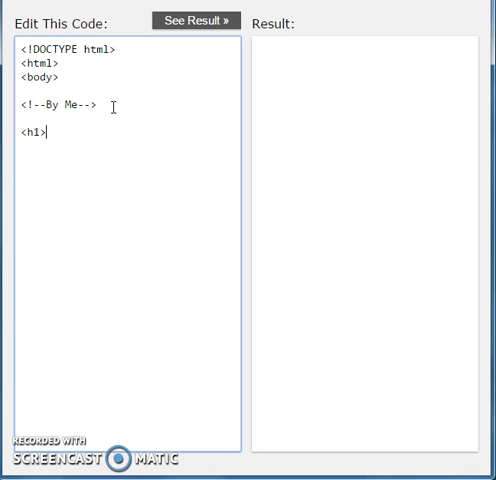 Edit This Code:
See Result »
Result:
<!DOCTYPE html>
<html>
<body>
<!--By Me-->
<h1>
RECORDED WITH
SCREENCAST MATIC